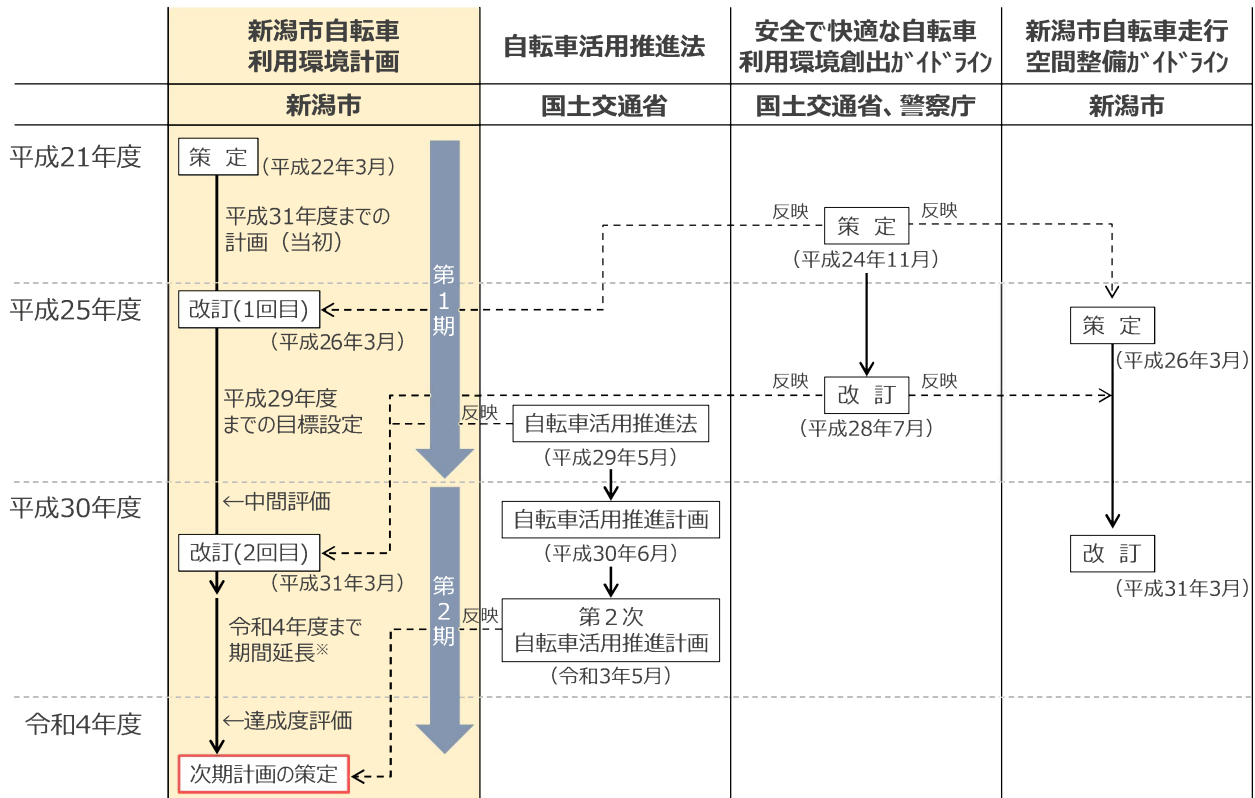 新潟市自転車
利用環境計画
自転車活用推進法
安全で快適な自転車
利用環境創出ｶﾞｲﾄﾞﾗｲﾝ
新潟市自転車走行
空間整備ｶﾞｲﾄﾞﾗｲﾝ
新潟市
国土交通省
国土交通省、警察庁
新潟市
平成21年度
策 定
（平成22年3月）
平成31年度までの
計画（当初）
第1期
反映
策 定
反映
（平成24年11月）
平成25年度
改訂(1回目)
（平成26年3月）
策 定
（平成26年3月）
平成29年度
までの目標設定
反映
改 訂
反映
（平成28年7月）
反映
自転車活用推進法
（平成29年5月）
平成30年度
←中間評価
自転車活用推進計画
（平成30年6月）
改訂(2回目)
（平成31年3月）
改 訂
（平成31年3月）
第2期
令和4年度まで
期間延長※
反映
第２次
自転車活用推進計画
（令和3年5月）
令和4年度
←達成度評価
次期計画の策定